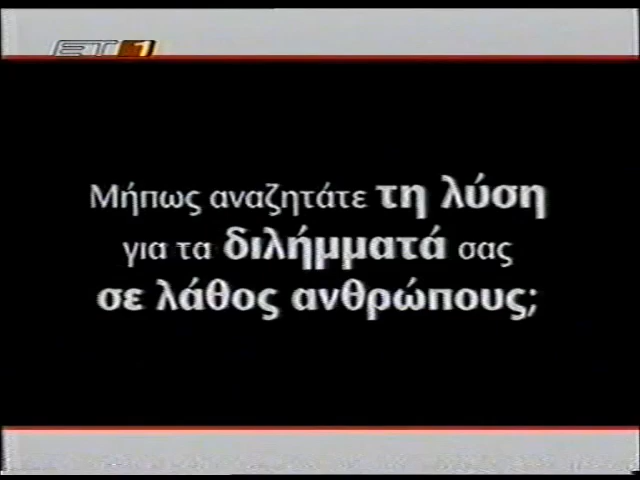 ET1
Μήπως αναζητάτε τη λύση
για τα διλήμματά σας
σε λάθος ανθρώπους;